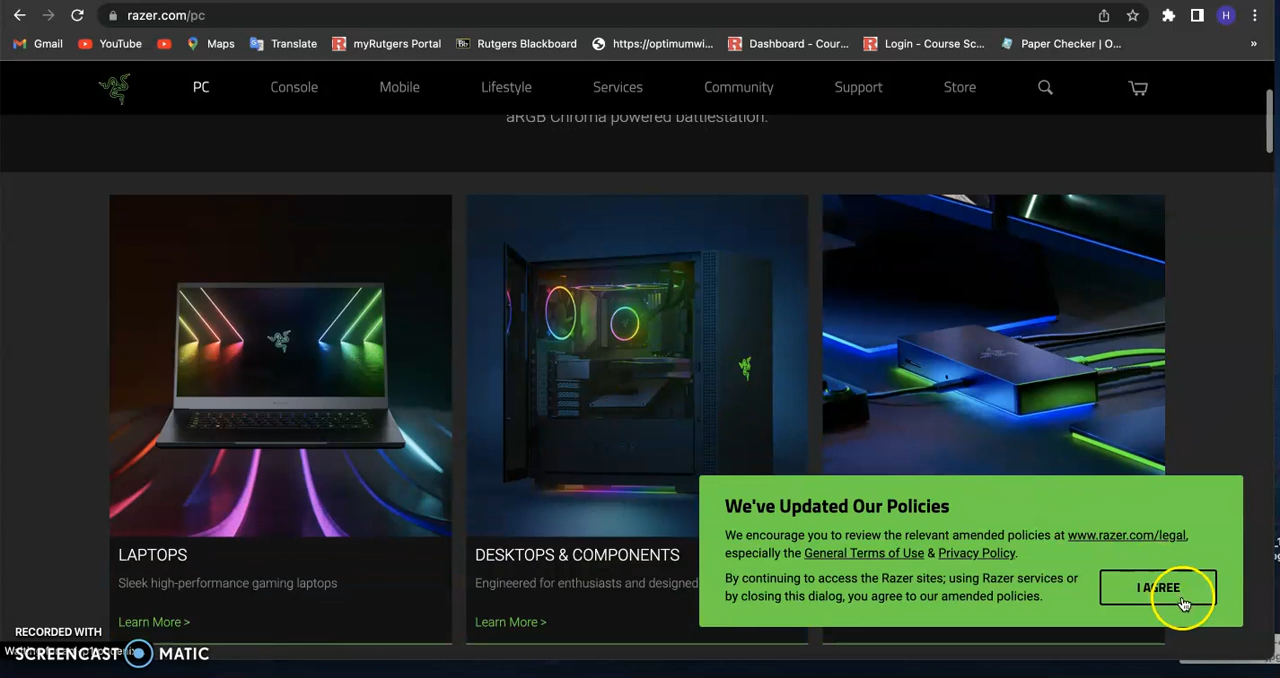 razer.com/pc
H
Gmail
YouTube
Maps
Translate
myRutgers Portal
Rutgers Blackboard
https://optimumwi...
Dashboard - Cour...
Login - Course Sc...
Paper Checker | O...
»
PC
Console
Mobile
Lifestyle
Services
Community
Support
Store
aRGB Chroma powered battlestation.
We've Updated Our Policies
We encourage you to review the relevant amended policies at www.razer.com/legal,
especially the General Terms of Use & Privacy Policy.
By continuing to access the Razer sites; using Razer services or
by closing this dialog, you agree to our amended policies.
I AGREE
LAPTOPS
Sleek high-performance gaming laptops
Learn More >
DESKTOPS & COMPONENTS
Engineered for enthusiasts and designed
Learn More >
RECORDED WITH
SCREENCAST MATIC